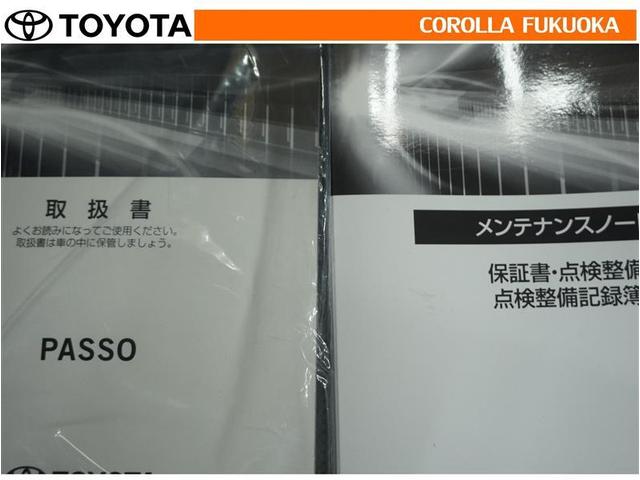 TOYOTA
COROLLA FUKUOKA
取扱書
よくお読みになってご使用ください。
取扱書は車の中に保管しましょう。
PASSO
TOYOTA
メンテナンスノー
保証書・点検整備
点検整備記録簿